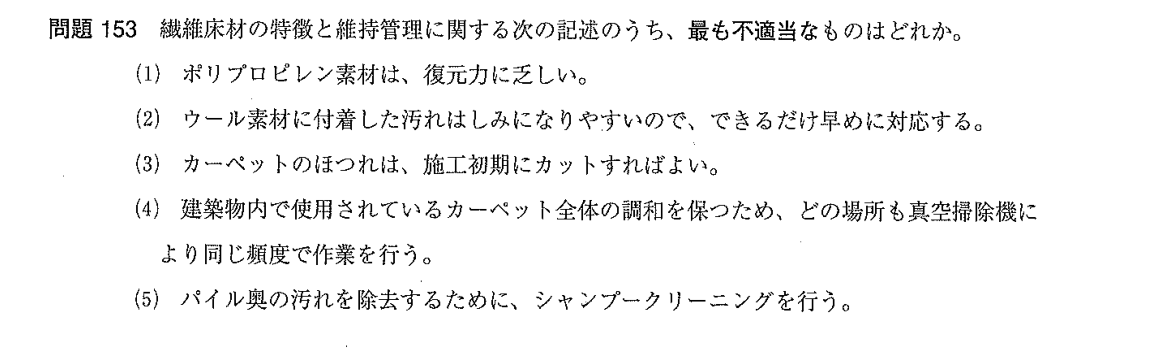 問題 153　繊維床材の特徴と維持管理に関する次の記述のうち、最も不適当なものはどれか。
(1)　ポリプロピレン素材は、復元力に乏しい。
(2)　ウール素材に付着した汚れはしみになりやすいので、できるだけ早めに対応する。
(3)　カーペットのほつれは、施工初期にカットすればよい。
(4)　建築物内で使用されているカーペット全体の調和を保つため、どの場所も真空掃除機に
より同じ頻度で作業を行う。
(5)　パイル奥の汚れを除去するために、シャンプークリーニングを行う。